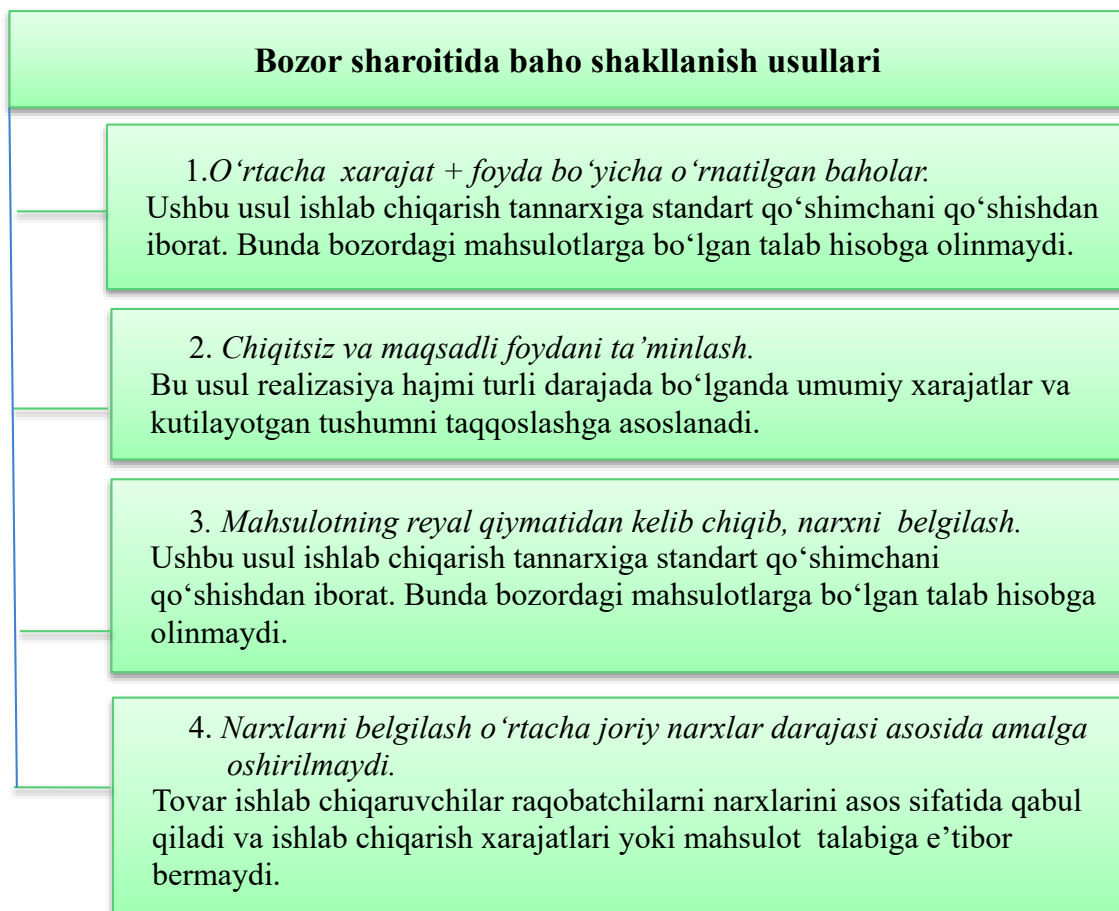 Bozor sharoitida baho shakllanish usullari
1.O‘rtacha xarajat + foyda bo‘yicha o‘rnatilgan baholar.
Ushbu usul ishlab chiqarish tannarxiga standart qo‘shimchani qo‘shishdan
iborat. Bunda bozordagi mahsulotlarga bo‘lgan talab hisobga olinmaydi.
2. Chiqitsiz va maqsadli foydani ta’minlash.
Bu usul realizasiya hajmi turli darajada bo‘lganda umumiy xarajatlar va
kutilayotgan tushumni taqqoslashga asoslanadi.
3. Mahsulotning reyal qiymatidan kelib chiqib, narxni belgilash.
Ushbu usul ishlab chiqarish tannarxiga standart qo‘shimchani
qo‘shishdan iborat. Bunda bozordagi mahsulotlarga bo‘lgan talab hisobga
olinmaydi.
4. Narxlarni belgilash o‘rtacha joriy narxlar darajasi asosida amalga
oshirilmaydi.
Tovar ishlab chiqaruvchilar raqobatchilarni narxlarini asos sifatida qabul
qiladi va ishlab chiqarish xarajatlari yoki mahsulot talabiga e’tibor
bermaydi.